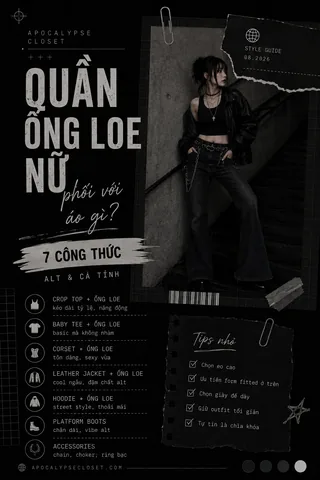 APOCALYPSE
CLOSET
STYLE GUIDE
08.2026
QUẦN
ỐNG LOE
NỮ
phối với
áo gì?
7 CÔNG THỨC
ALT & CÁ TÍNH
CROP TOP + ỐNG LOE
kéo dài tỷ lệ, năng động
BABY TEE + ỐNG LOE
basic mà không nhàm
CORSET + ỐNG LOE
tôn dáng, sexy vừa
LEATHER JACKET + ỐNG LOE
cool ngầu, đậm chất alt
HOODIE + ỐNG LOE
street style, thoải mái
PLATFORM BOOTS
chân dài, vibe alt
ACCESSORIES
chain, choker, ring bạc
Tips nhỏ
Chọn eo cao
Ưu tiên form fitted ở trên
Chọn giày đế dày
Giữ outfit tối giản
Tự tin là chìa khóa
APOCALYPSECLOSET.COM